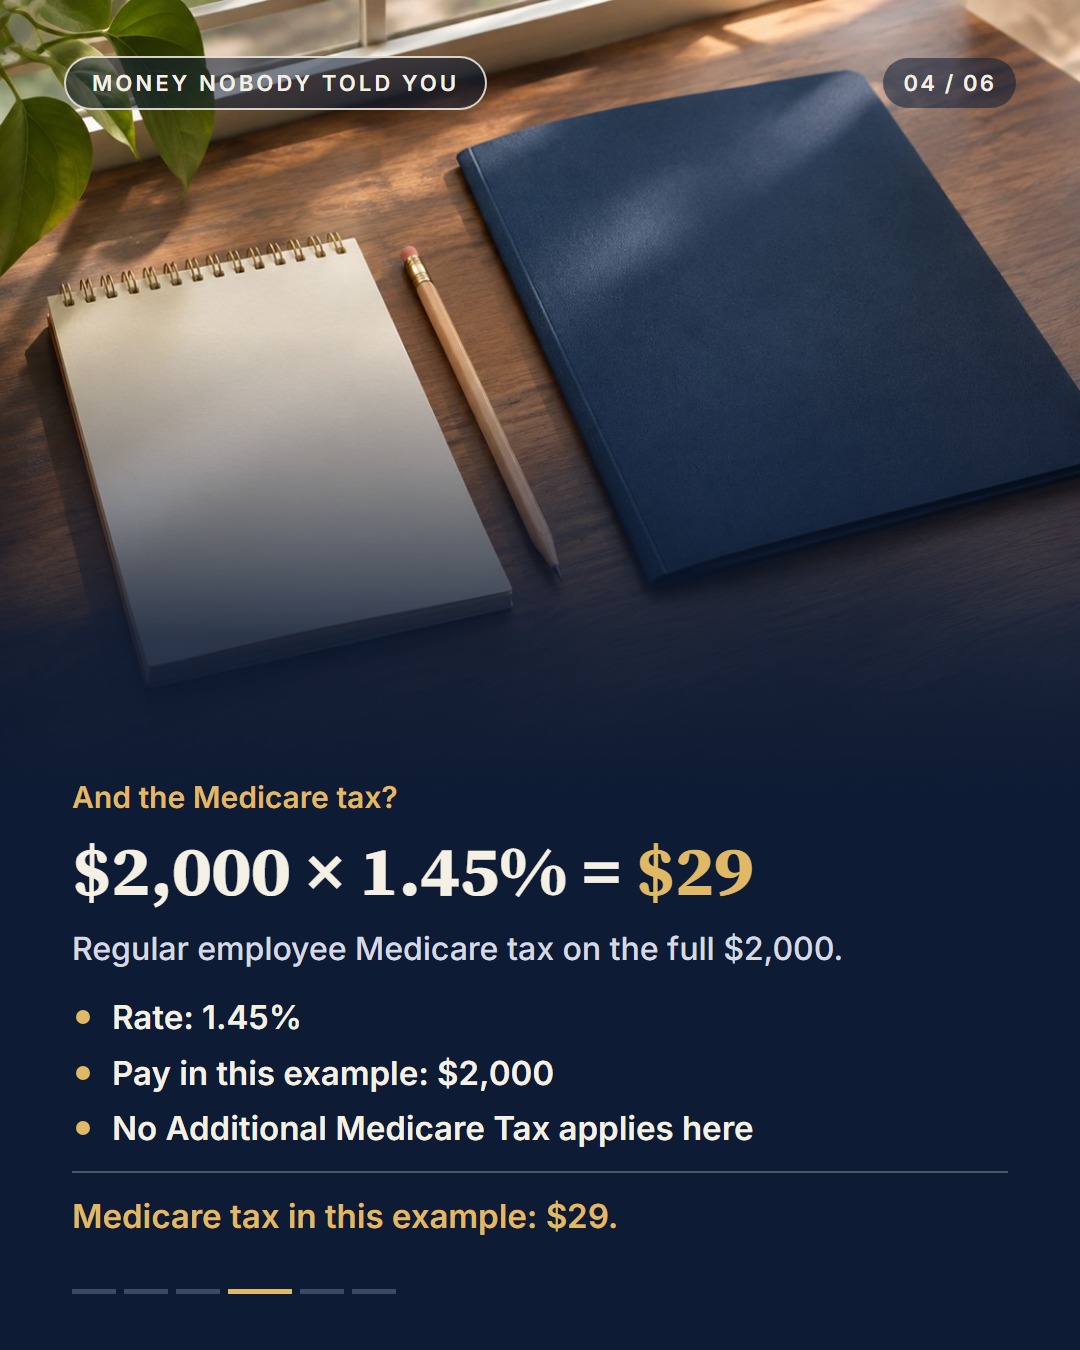 MONEY NOBODY TOLD YOU
04 / 06
And the Medicare tax?
$2,000 × 1.45% = $29
Regular employee Medicare tax on the full $2,000.
• Rate: 1.45%
• Pay in this example: $2,000
• No Additional Medicare Tax applies here
Medicare tax in this example: $29.